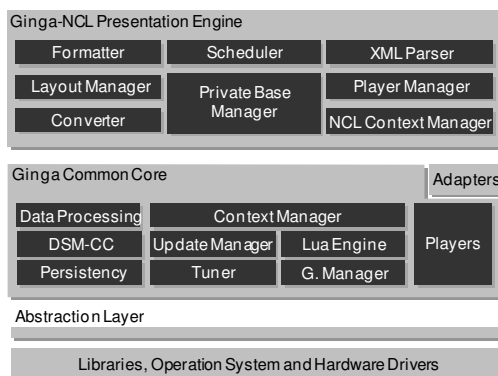 Ginga-NCL Presentation Engine
Formatter
Scheduler
XML Parser
Layout Manager
Private Base
Manager
Player Manager
Converter
NCL Context Manager
Ginga Common Core
Adapters
Data Processing
Context Manager
Players
DSM-CC
Update Manager
Lua Engine
Persistency
Tuner
G. Manager
Abstraction Layer
Libraries, Operation System and Hardware Drivers